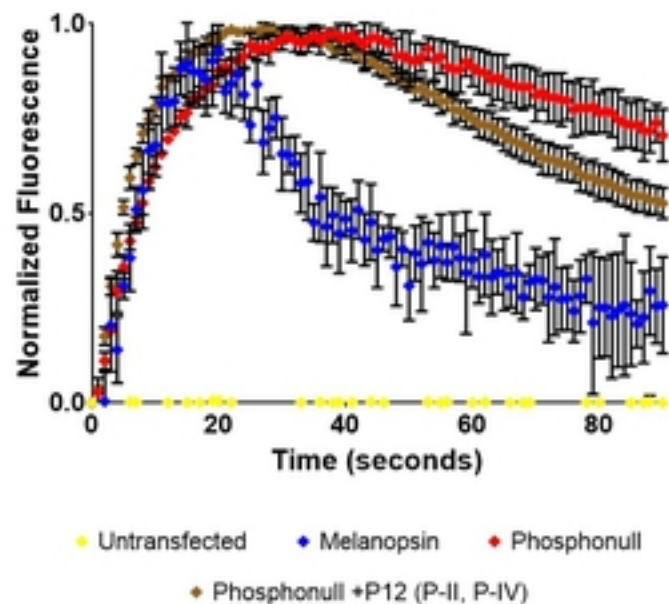 Normalized Fluorescence
1.0
0.5
0.0
0 20 40 60 80
Time (seconds)
Untransfected Melanopsin Phosphonull
Phosphonull +P12 (P-II, P-IV)